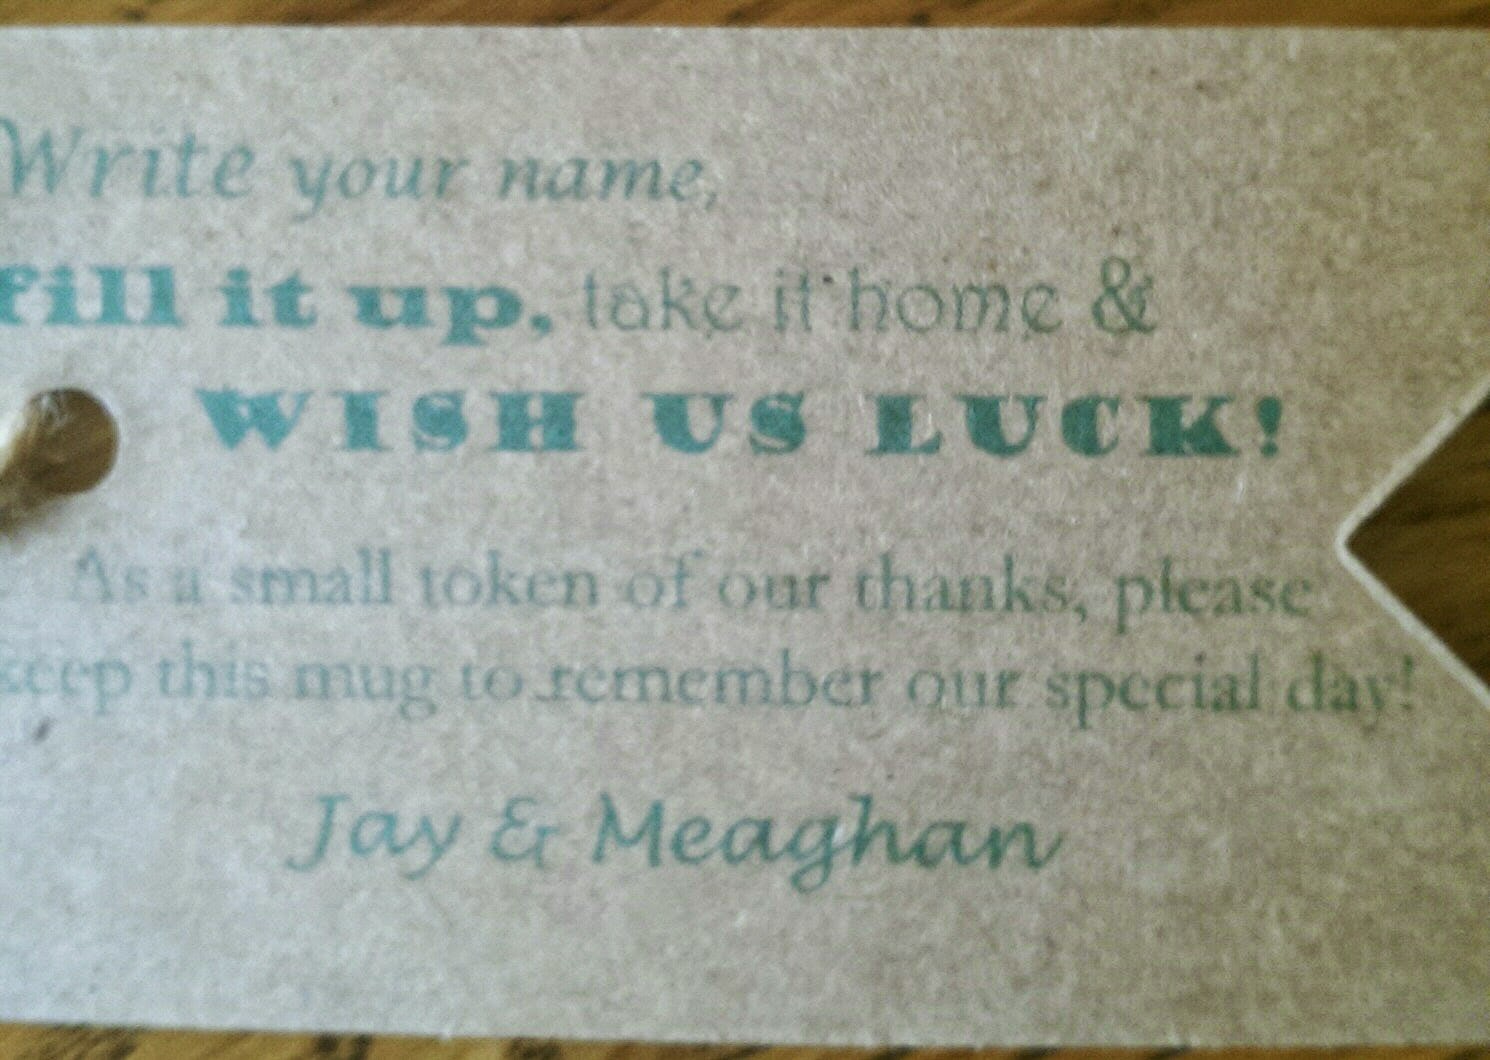 Write your name,
fill it up, take it home &
WISH US LUCK!
As a small token of our thanks, please
keep this mug to remember our special day!
Jay & Meaghan